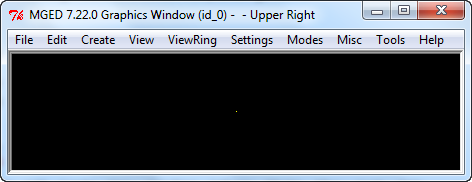 MGED 7.22.0 Graphics Window (id_0) -  - Upper Right
File Edit Create View ViewRing Settings Modes Misc Tools Help